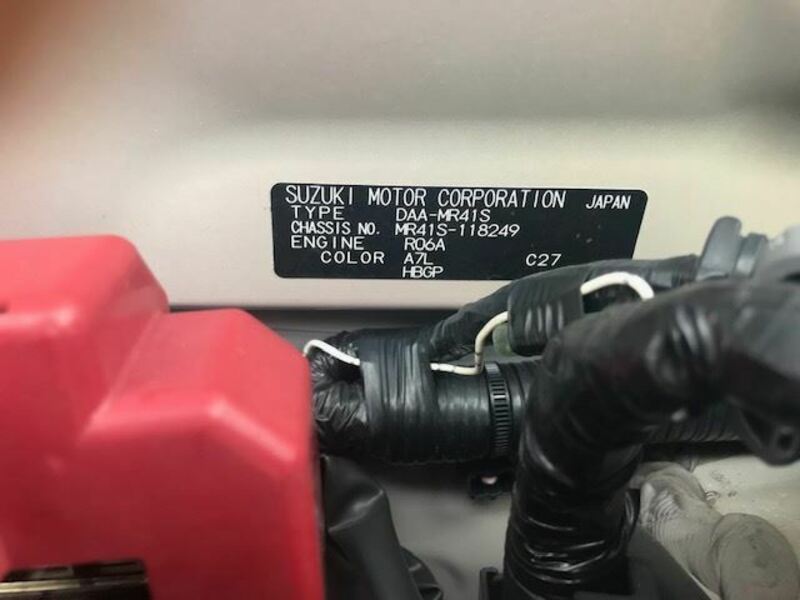 SUZUKI MOTOR CORPORATION JAPAN
TYPE DAA-MR41S
CHASSIS NO. MR41S-118249
ENGINE R06A
COLOR A7L C27
HBGP